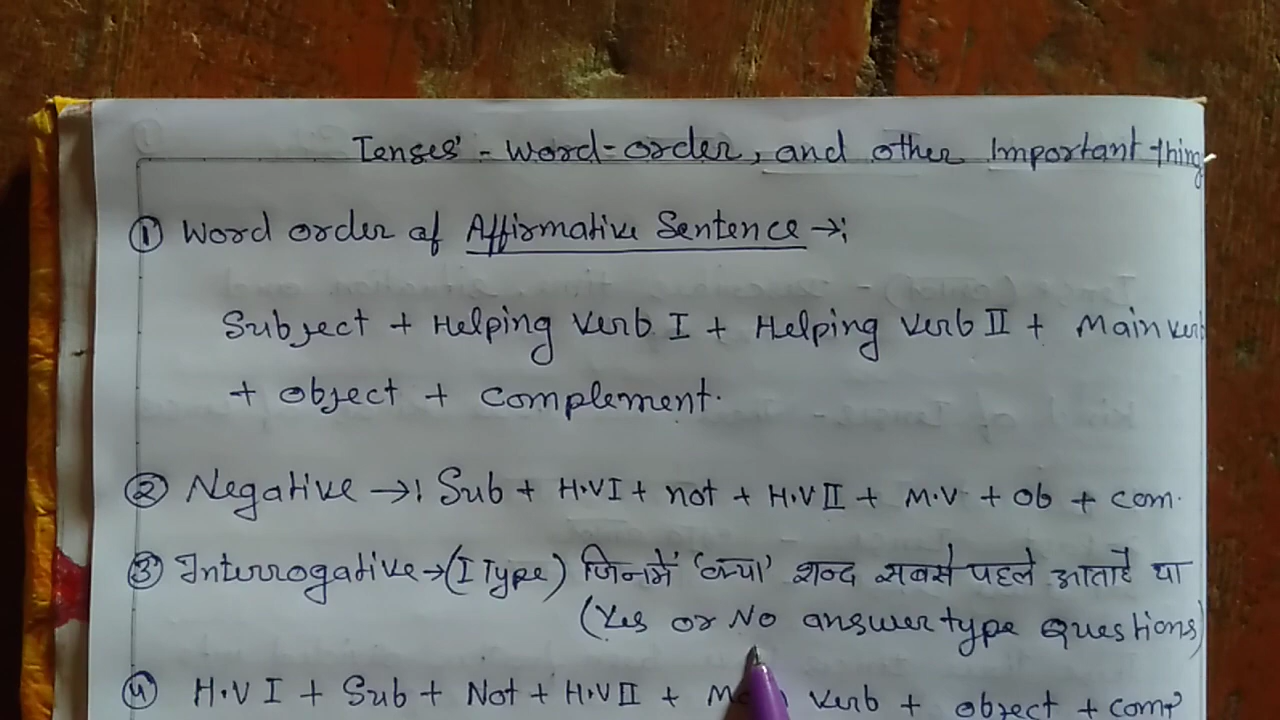 Tenses' - Word-order, and other Important thing
① Word order of Affirmative Sentence →:
Subject + Helping Verb I + Helping Verb II + Main verb
+ object + complement.
② Negative →: Sub + H.V I + not + H.V II + M.V + Ob + com.
③ Interrogative → (I Type) जिनमें 'क्या' शब्द सबसे पहले आता है या
(Yes or No answer type Questions)
④ H.V I + Sub + Not + H.V II + verb + object + com?